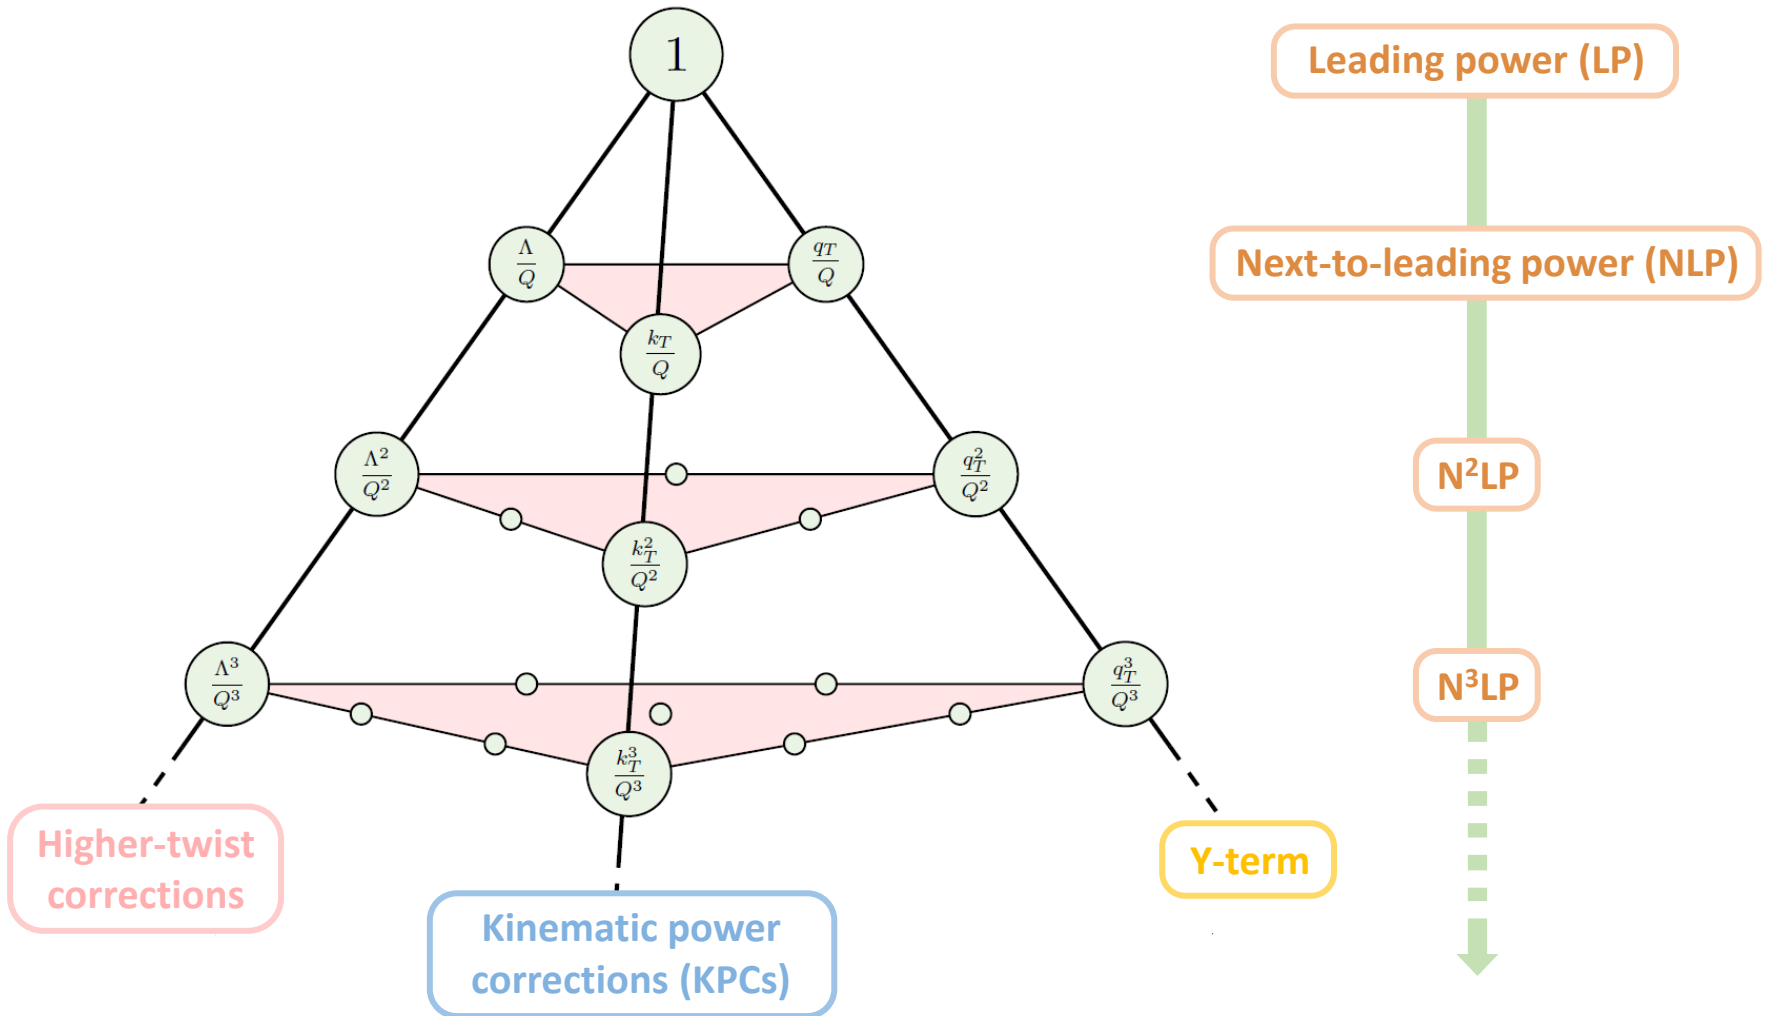 1
Leading power (LP)
Λ/Q
q_T/Q
Next-to-leading power (NLP)
k_T/Q
Λ²/Q²
q_T²/Q²
N²LP
k_T²/Q²
Λ³/Q³
q_T³/Q³
N³LP
k_T³/Q³
Higher-twist
corrections
Y-term
Kinematic power
corrections (KPCs)